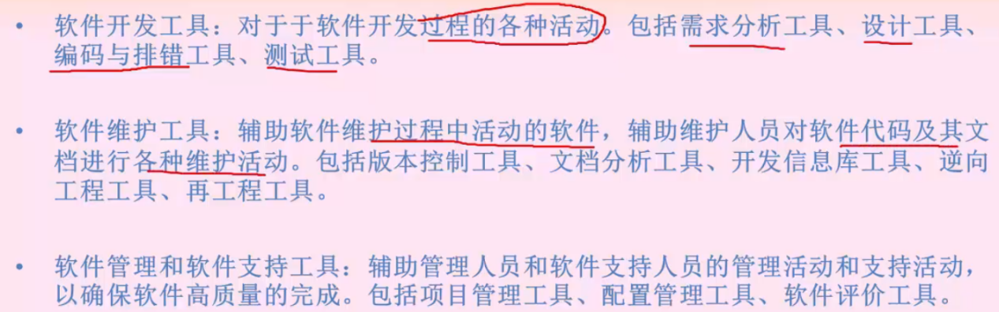 • 软件开发工具：对于于软件开发过程的各种活动。包括需求分析工具、设计工具、
编码与排错工具、测试工具。
• 软件维护工具：辅助软件维护过程中活动的软件，辅助维护人员对软件代码及其文
档进行各种维护活动。包括版本控制工具、文档分析工具、开发信息库工具、逆向
工程工具、再工程工具。
• 软件管理和软件支持工具：辅助管理人员和软件支持人员的管理活动和支持活动，
以确保软件高质量的完成。包括项目管理工具、配置管理工具、软件评价工具。